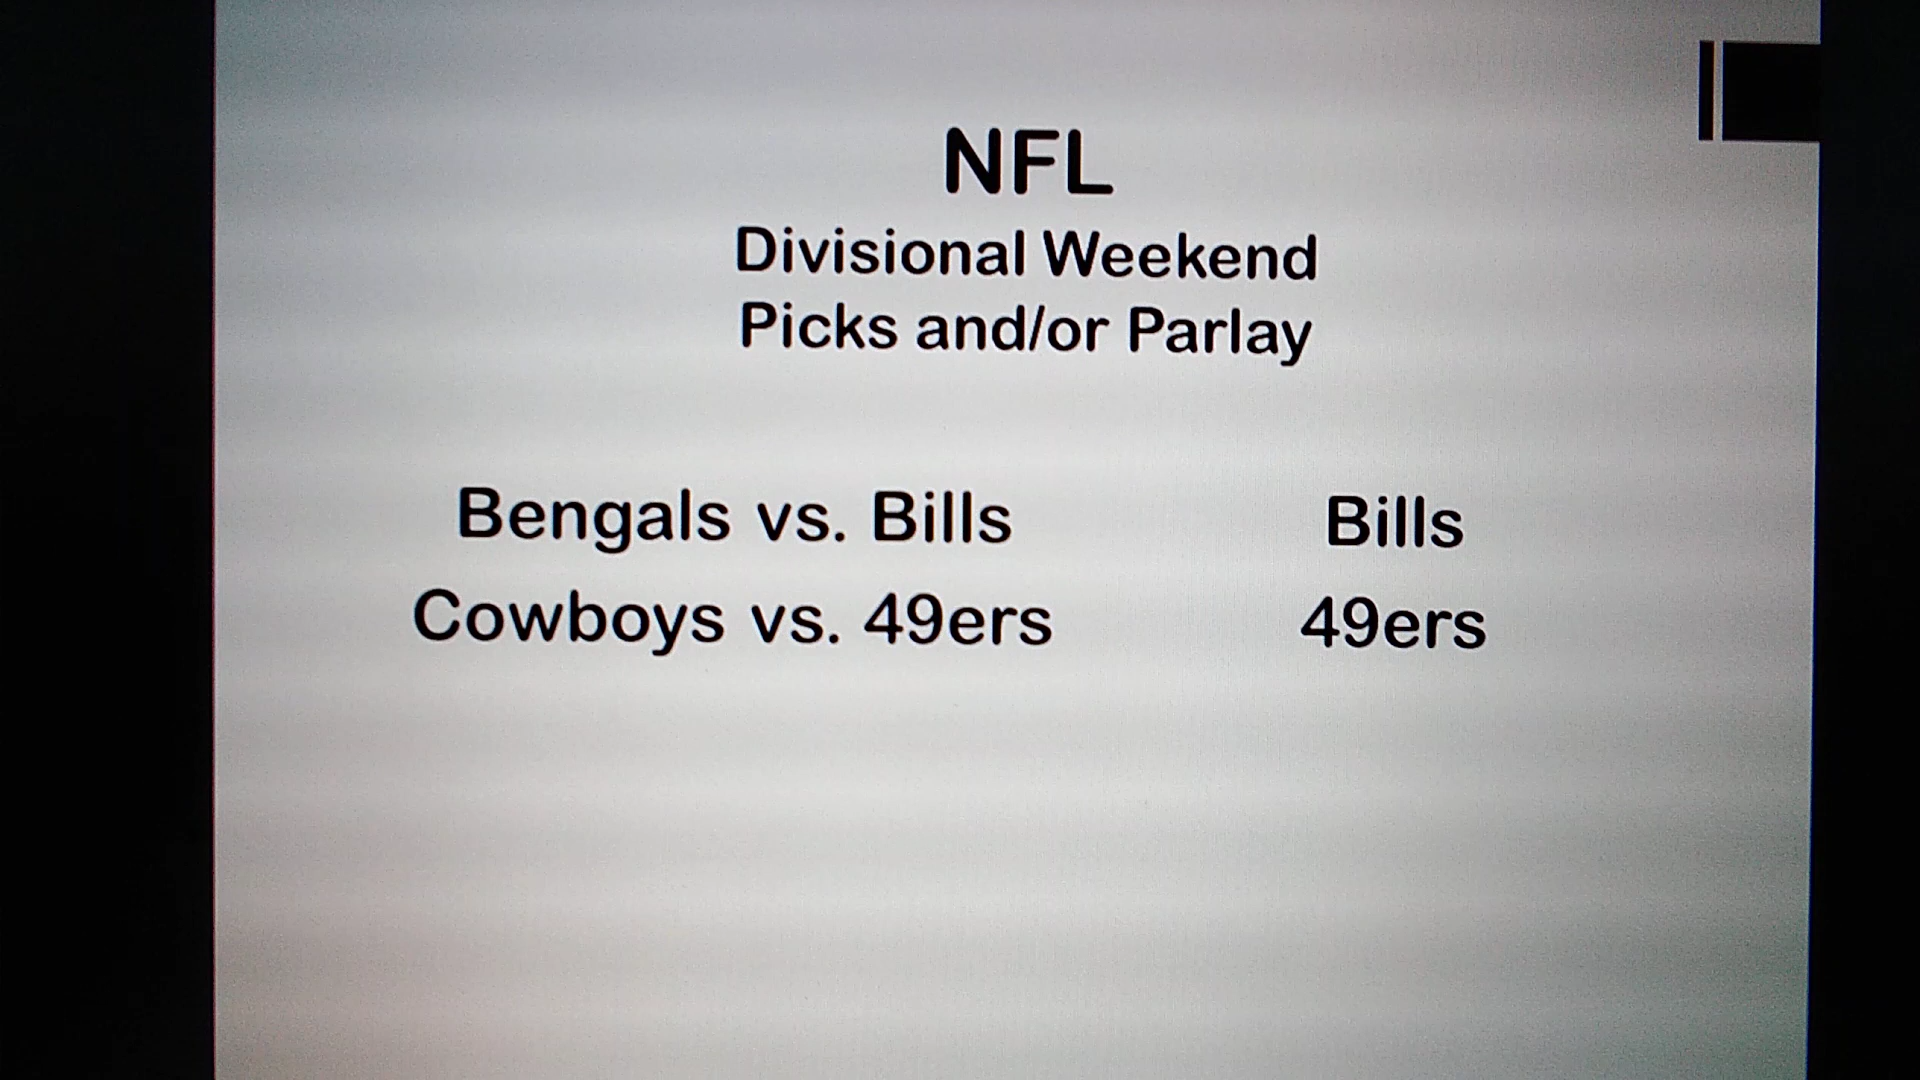 NFL
Divisional Weekend
Picks and/or Parlay
Bengals vs. Bills Bills
Cowboys vs. 49ers 49ers